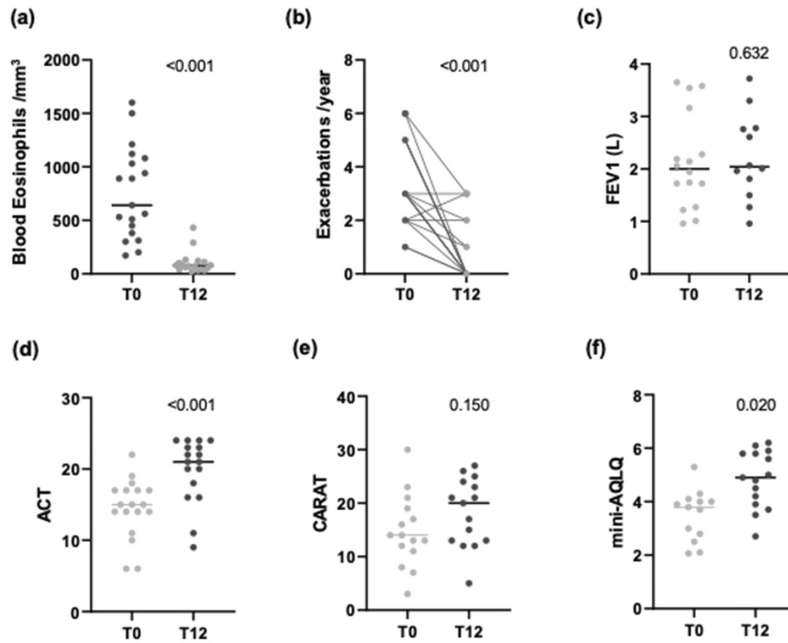 (a)
(b)
(c)
<0.001
<0.001
0.632
Blood Eosinophils /mm³
2000
1500
1000
500
0
T0
T12
Exacerbations /year
8
6
4
2
0
T0
T12
FEV1 (L)
4
3
2
1
0
T0
T12
(d)
(e)
(f)
<0.001
0.150
0.020
ACT
30
20
10
0
T0
T12
CARAT
40
30
20
10
0
T0
T12
mini-AQLQ
8
6
4
2
0
T0
T12